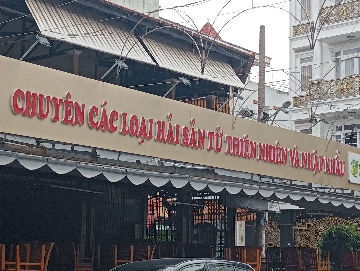 CHUYÊN CÁC LOẠI HẢI SẢN TỪ THIÊN NHIÊN VÀ NHẬP KHẨU